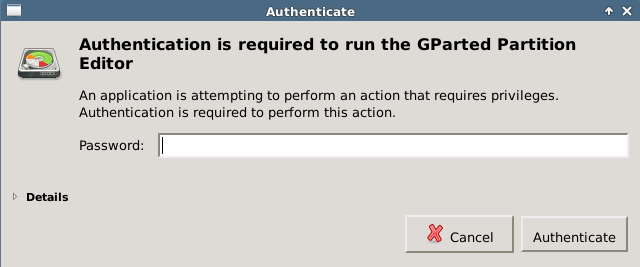 Authenticate
Authentication is required to run the GParted Partition
Editor
An application is attempting to perform an action that requires privileges.
Authentication is required to perform this action.
Password:
Details
Cancel
Authenticate